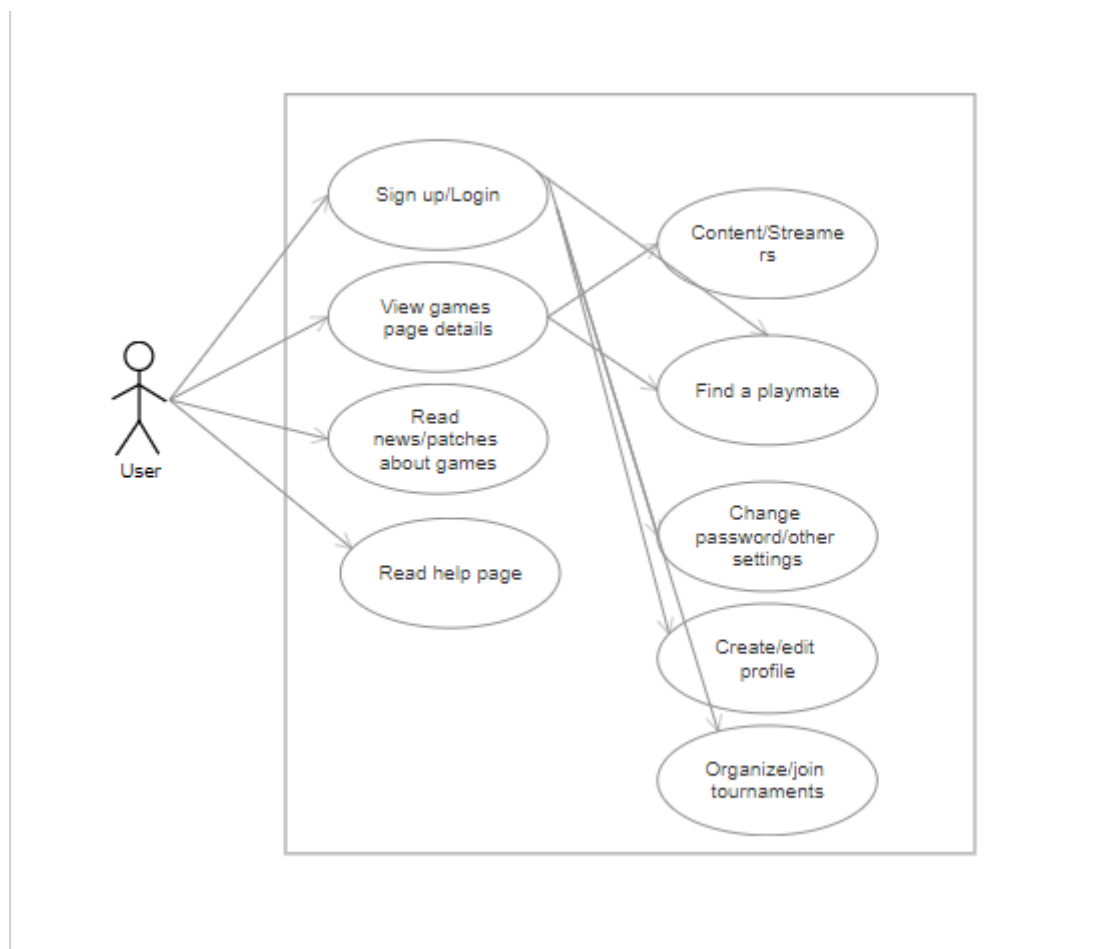 Sign up/Login
Content/Streame
rs
View games
page details
Find a playmate
Read
news/patches
about games
User
Change
password/other
settings
Read help page
Create/edit
profile
Organize/join
tournaments